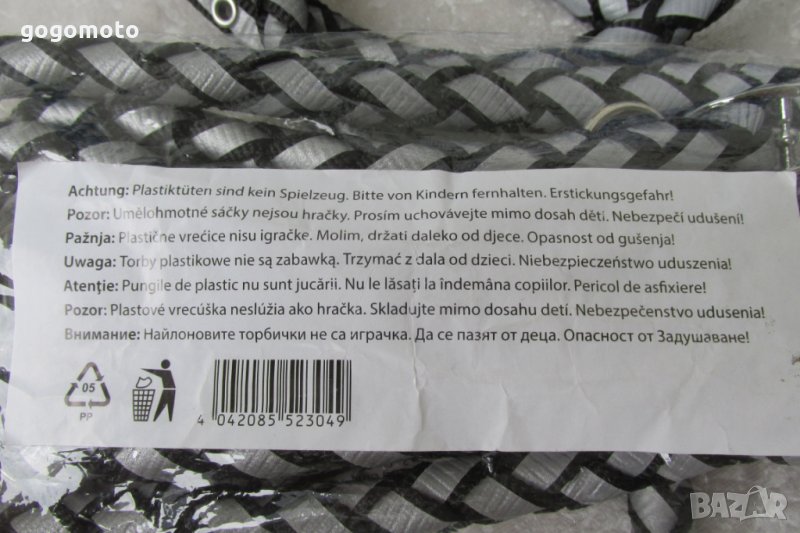 gogomoto
Achtung: Plastiktüten sind kein Spielzeug. Bitte von Kindern fernhalten. Erstickungsgefahr!
Pozor: Umělohmotné sáčky nejsou hračky. Prosím uchovávejte mimo dosah dětí. Nebezpečí udušení!
Pažnja: Plastične vrećice nisu igračke. Molim, držati daleko od djece. Opasnost od gušenja!
Uwaga: Torby plastikowe nie są zabawką. Trzymać z dala od dzieci. Niebezpieczeństwo uduszenia!
Atenţie: Pungile de plastic nu sunt jucării. Nu le lăsaţi la îndemâna copiilor. Pericol de asfixiere!
Pozor: Plastové vrecúška neslúžia ako hračka. Skladujte mimo dosahu detí. Nebezpečenstvo udusenia!
Внимание: Найлоновите торбички не са играчка. Да се пазят от деца. Опасност от Задушаване!
05
PP
4 042085 523049
BAZAR